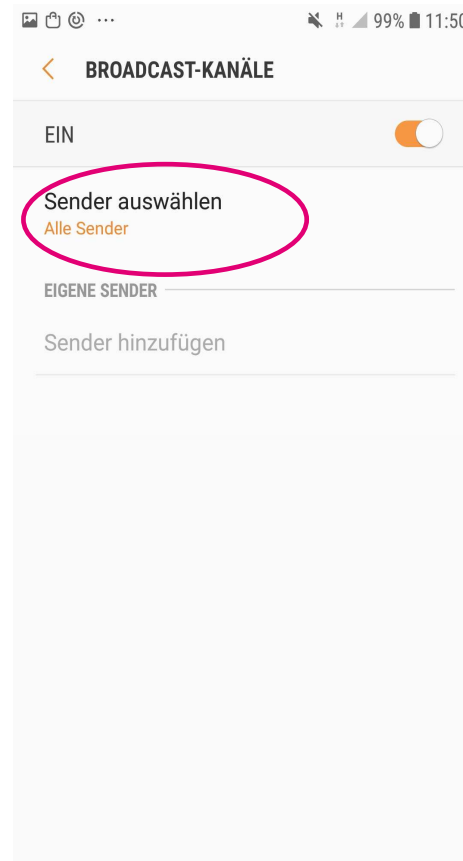 H 99% 11:50
BROADCAST-KANÄLE
EIN
Sender auswählen
Alle Sender
EIGENE SENDER
Sender hinzufügen